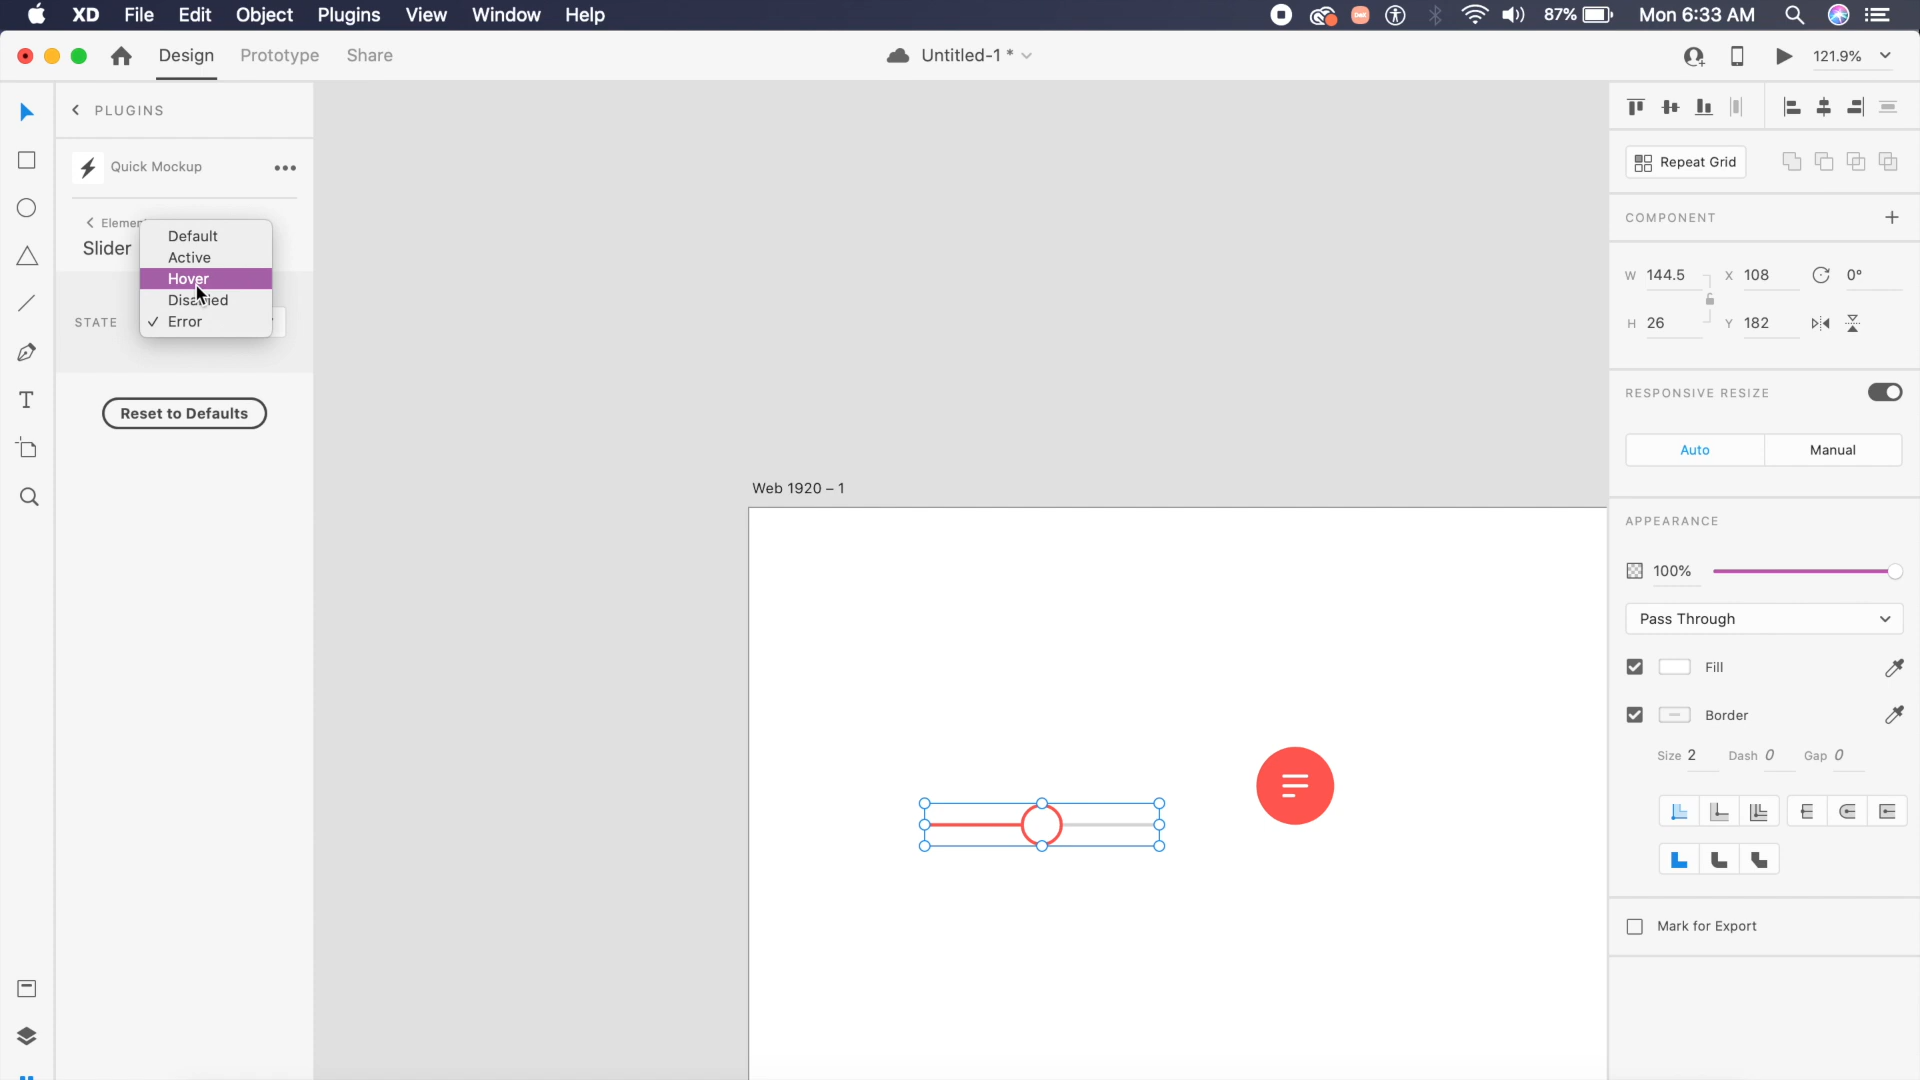 XD File Edit Object Plugins View Window Help 87% Mon 6:33 AM
Design Prototype Share Untitled-1 * 121.9%
PLUGINS
Quick Mockup
Repeat Grid
Elemen
Slider
Default
Active
Hover
Disabled
Error
STATE
Reset to Defaults
Web 1920 – 1
COMPONENT
W 144.5 X 108 0°
H 26 Y 182
RESPONSIVE RESIZE
Auto Manual
APPEARANCE
100%
Pass Through
Fill
Border
Size 2 Dash 0 Gap 0
Mark for Export